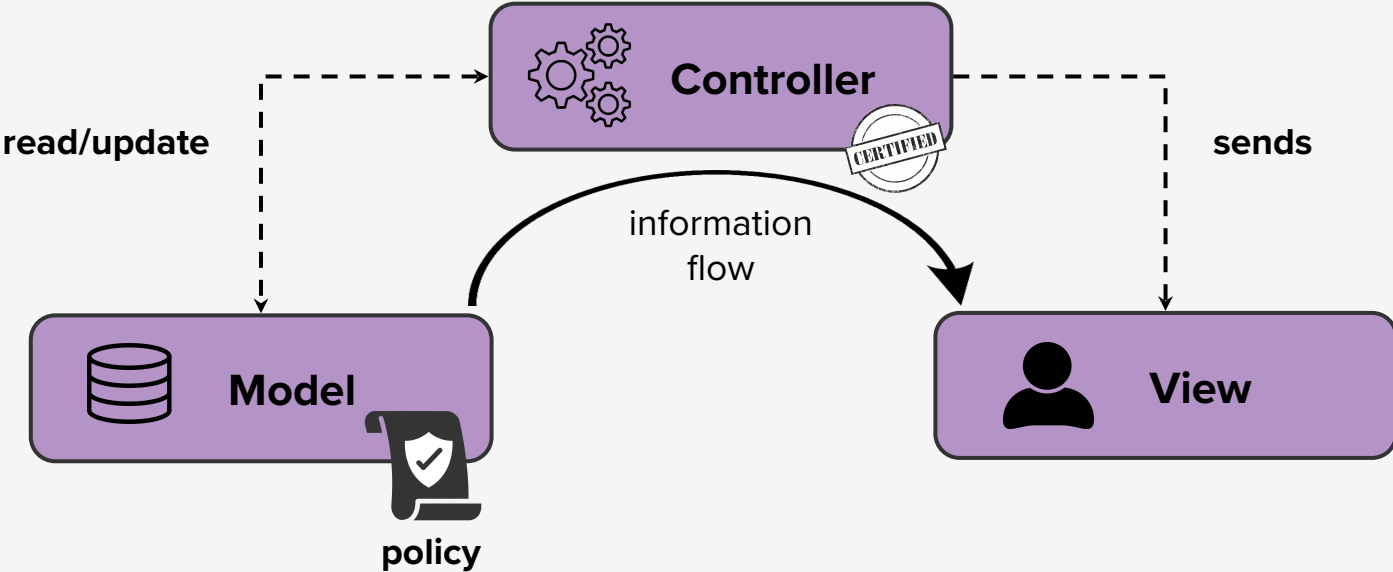 Controller
CERTIFIED
read/update
sends
information
flow
Model
View
policy